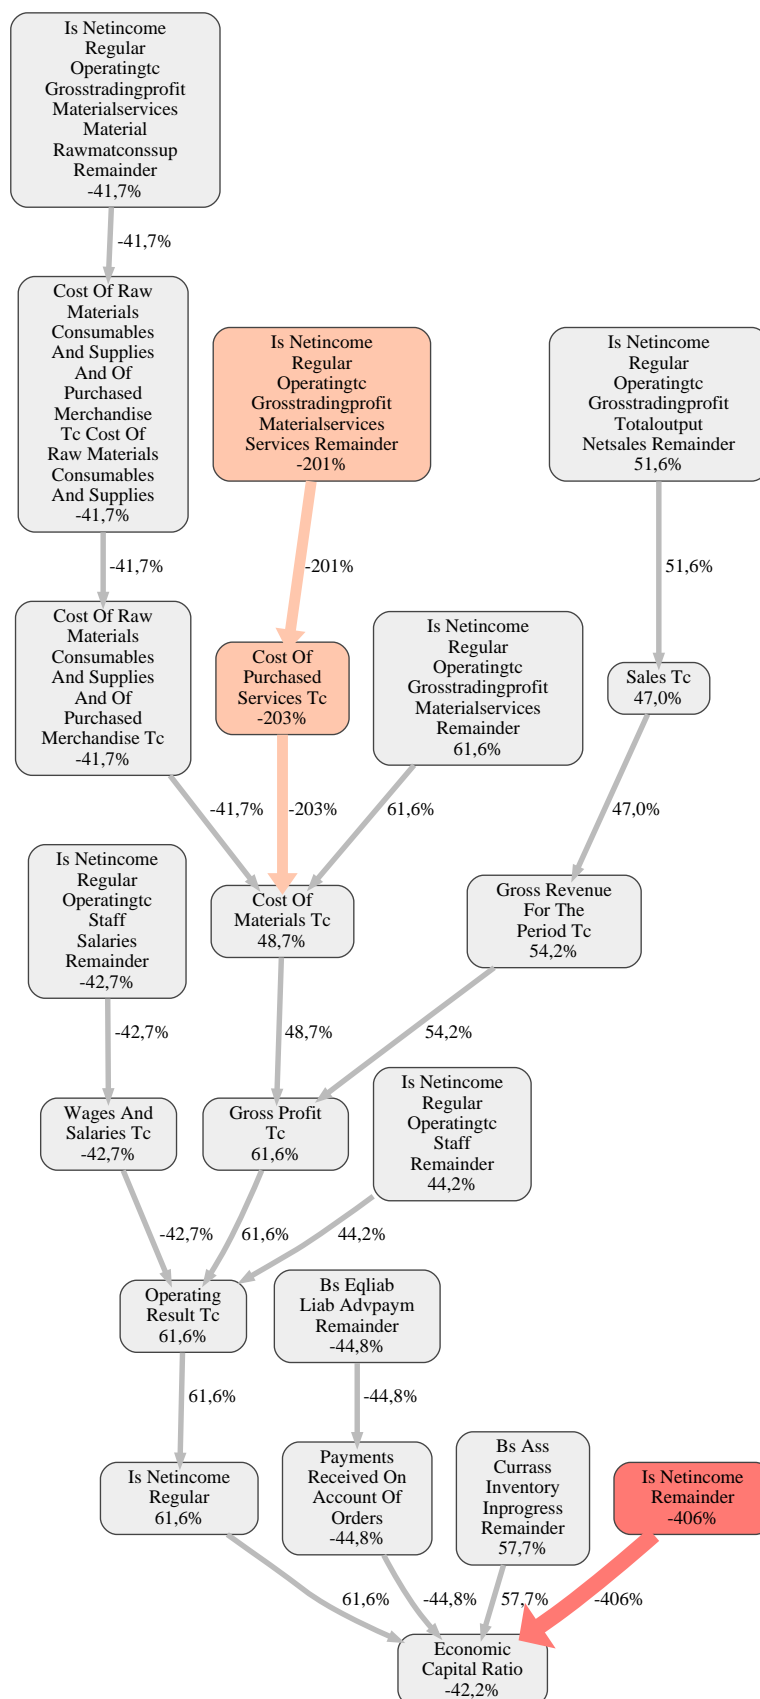 Is Netincome
Regular
Operatingtc
Grosstradingprofit
Materialservices
Material
Rawmatconssup
Remainder
-41,7%
-41,7%
Cost Of Raw
Materials
Consumables
And Supplies
And Of
Purchased
Merchandise
Tc Cost Of
Raw Materials
Consumables
And Supplies
-41,7%
Is Netincome
Regular
Operatingtc
Grosstradingprofit
Materialservices
Services Remainder
-201%
Is Netincome
Regular
Operatingtc
Grosstradingprofit
Totaloutput
Netsales Remainder
51,6%
-41,7%
-201%
51,6%
Cost Of Raw
Materials
Consumables
And Supplies
And Of
Purchased
Merchandise Tc
-41,7%
Cost Of
Purchased
Services Tc
-203%
Is Netincome
Regular
Operatingtc
Grosstradingprofit
Materialservices
Remainder
61,6%
Sales Tc
47,0%
-41,7%
-203%
61,6%
47,0%
Is Netincome
Regular
Operatingtc
Staff
Salaries
Remainder
-42,7%
Cost Of
Materials Tc
48,7%
Gross Revenue
For The
Period Tc
54,2%
-42,7%
48,7%
54,2%
Wages And
Salaries Tc
-42,7%
Gross Profit
Tc
61,6%
Is Netincome
Regular
Operatingtc
Staff
Remainder
44,2%
-42,7%
61,6%
44,2%
Operating
Result Tc
61,6%
Bs Eqliab
Liab Advpaym
Remainder
-44,8%
61,6%
-44,8%
Is Netincome
Regular
61,6%
Payments
Received On
Account Of
Orders
-44,8%
Bs Ass
Currass
Inventory
Inprogress
Remainder
57,7%
Is Netincome
Remainder
-406%
61,6%
-44,8%
57,7%
-406%
Economic
Capital Ratio
-42,2%